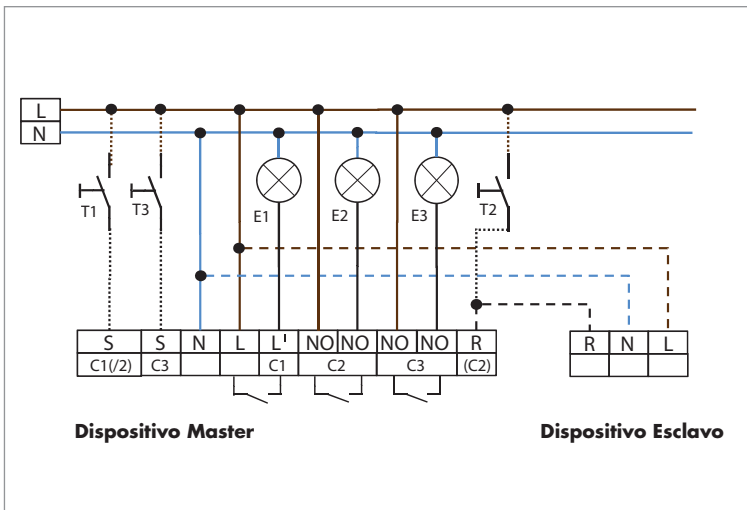 L
N
T1 T3 E1 E2 E3 T2
S S N L L' NO NO NO NO R
C1(/2) C3 C1 C2 C3 (C2)
R N L
Dispositivo Master
Dispositivo Esclavo